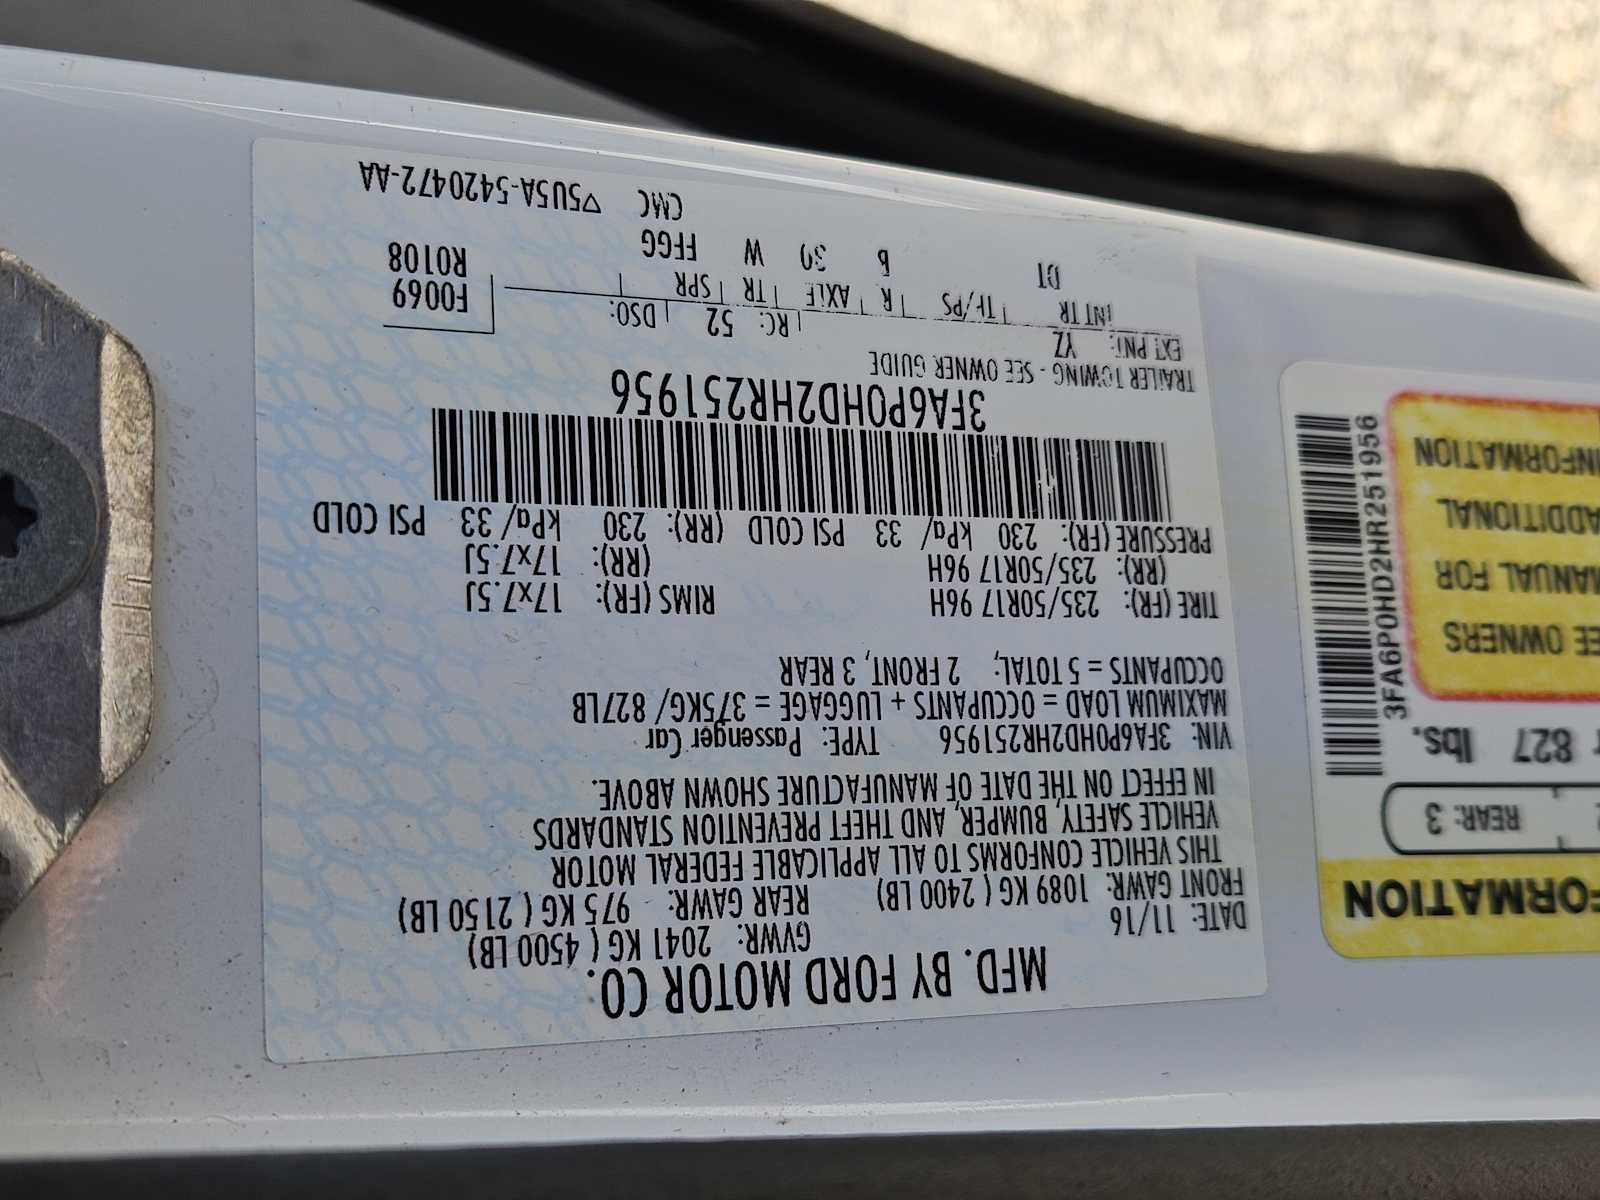 MFD. BY FORD MOTOR CO.
DATE: 11/16 GVWR: 2041 KG ( 4500 LB)
FRONT GAWR: 1089 KG ( 2400 LB) REAR GAWR: 975 KG ( 2150 LB)
THIS VEHICLE CONFORMS TO ALL APPLICABLE FEDERAL MOTOR
VEHICLE SAFETY, BUMPER, AND THEFT PREVENTION STANDARDS
IN EFFECT ON THE DATE OF MANUFACTURE SHOWN ABOVE.
VIN: 3FA6P0HD2HR251956 TYPE: Passenger Car
MAXIMUM LOAD = OCCUPANTS + LUGGAGE = 375KG/ 827LB
OCCUPANTS = 5 TOTAL, 2 FRONT, 3 REAR
TIRE (FR): 235/50R17 96H RIMS (FR): 17x7.5J
(RR): 235/50R17 96H (RR): 17x7.5J
PRESSURE (FR): 230 kPa/ 33 PSI COLD (RR): 230 kPa/ 33 PSI COLD
3FA6P0HD2HR251956
TRAILER TOWING - SEE OWNER GUIDE
EXT PNT: YZ RC: 52 DSO: F0069
INT TR TP/PS R AXLE TR SPR R0108
DT 6 30 W FFGG
CMC ▽5U5A-5420472-AA
FORMATION
REAR: 3
827 lbs.
3FA6P0HD2HR251956
EE OWNERS
MANUAL FOR
ADDITIONAL
INFORMATION